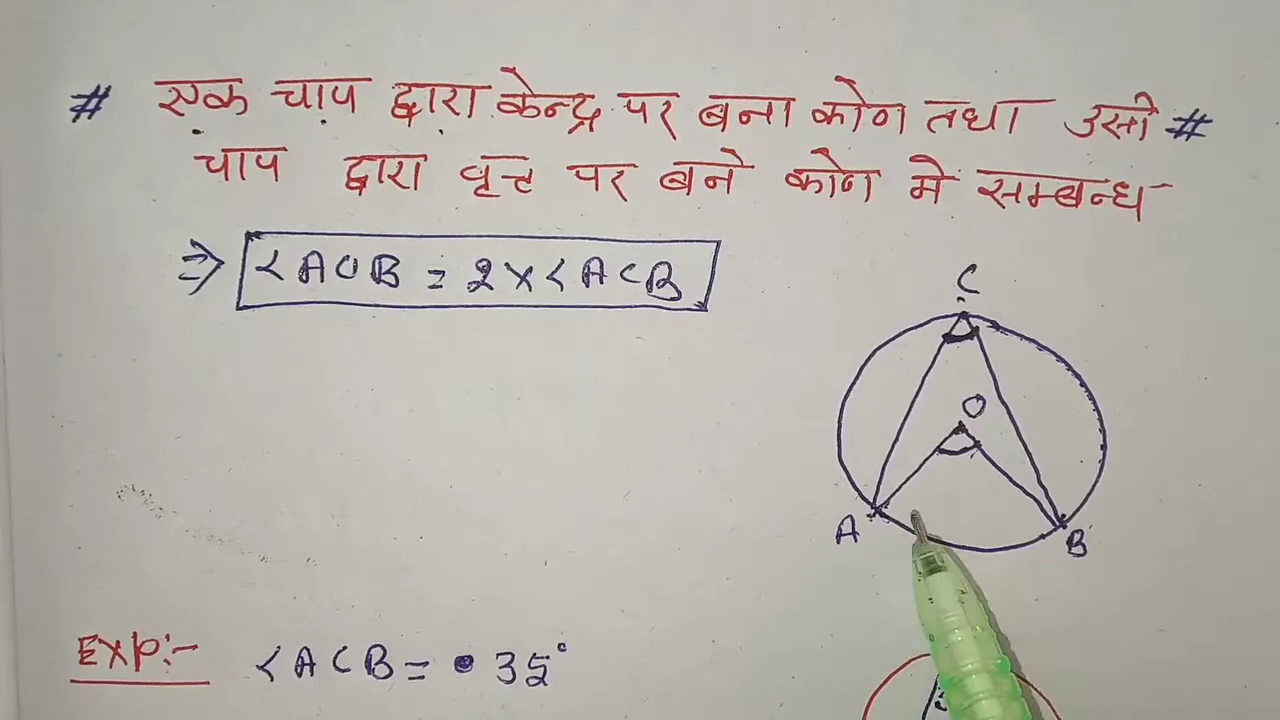 # एक चाप द्वारा केन्द्र पर बना कोण तथा उसी #
चाप द्वारा वृत्त पर बने कोण मे सम्बन्ध
⇒ <AOB = 2×<ACB
C
O
A
B
EXP:- <ACB = 35°